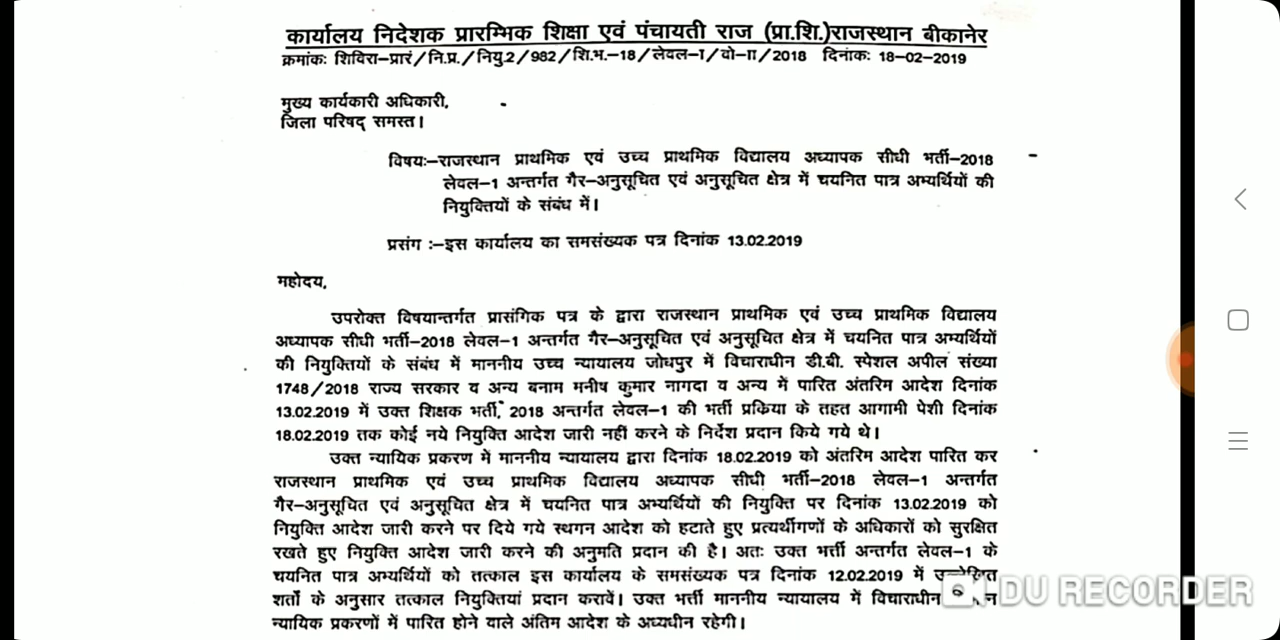 कार्यालय निदेशक प्रारम्भिक शिक्षा एवं पंचायती राज (प्रा.शि.)राजस्थान बीकानेर
क्रमांकः शिविरा-प्रारं/नि.प्र./नियु.2/982/शि.भ.-18/लेवल-I/वो-II/2018 दिनांकः 18-02-2019
मुख्य कार्यकारी अधिकारी,
जिला परिषद् समस्त।
विषयः-राजस्थान प्राथमिक एवं उच्च प्राथमिक विद्यालय अध्यापक सीधी भर्ती-2018
लेवल-1 अन्तर्गत गैर-अनुसूचित एवं अनुसूचित क्षेत्र में चयनित पात्र अभ्यर्थियों की
नियुक्तियों के संबंध में।
प्रसंग :-इस कार्यालय का समसंख्यक पत्र दिनांक 13.02.2019
महोदय,
उपरोक्त विषयान्तर्गत प्रासंगिक पत्र के द्वारा राजस्थान प्राथमिक एवं उच्च प्राथमिक विद्यालय
अध्यापक सीधी भर्ती-2018 लेवल-1 अन्तर्गत गैर-अनुसूचित एवं अनुसूचित क्षेत्र में चयनित पात्र अभ्यर्थियों
की नियुक्तियों के संबंध में माननीय उच्च न्यायालय जोधपुर में विचाराधीन डी.बी. स्पेशल अपील संख्या
1748/2018 राज्य सरकार व अन्य बनाम मनीष कुमार नागदा व अन्य में पारित अंतरिम आदेश दिनांक
13.02.2019 में उक्त शिक्षक भर्ती, 2018 अन्तर्गत लेवल-1 की भर्ती प्रकिया के तहत आगामी पेशी दिनांक
18.02.2019 तक कोई नये नियुक्ति आदेश जारी नहीं करने के निर्देश प्रदान किये गये थे।
उक्त न्यायिक प्रकरण में माननीय न्यायालय द्वारा दिनांक 18.02.2019 को अंतरिम आदेश पारित कर
राजस्थान प्राथमिक एवं उच्च प्राथमिक विद्यालय अध्यापक सीधी भर्ती-2018 लेवल-1 अन्तर्गत
गैर-अनुसूचित एवं अनुसूचित क्षेत्र में चयनित पात्र अभ्यर्थियों की नियुक्ति पर दिनांक 13.02.2019 को
नियुक्ति आदेश जारी करने पर दिये गये स्थगन आदेश को हटाते हुए प्रत्यर्थीगणों के अधिकारों को सुरक्षित
रखते हुए नियुक्ति आदेश जारी करने की अनुमति प्रदान की है। अतः उक्त भर्ती अन्तर्गत लेवल-1 के
चयनित पात्र अभ्यर्थियों को तत्काल इस कार्यालय के समसंख्यक पत्र दिनांक 12.02.2019 में
शर्तो के अनुसार तत्काल नियुक्तियां प्रदान करावें। उक्त भर्ती माननीय न्यायालय में विचाराधीन
न्यायिक प्रकरणों में पारित होने वाले अंतिम आदेश के अध्यधीन रहेगी।
DU RECORDER